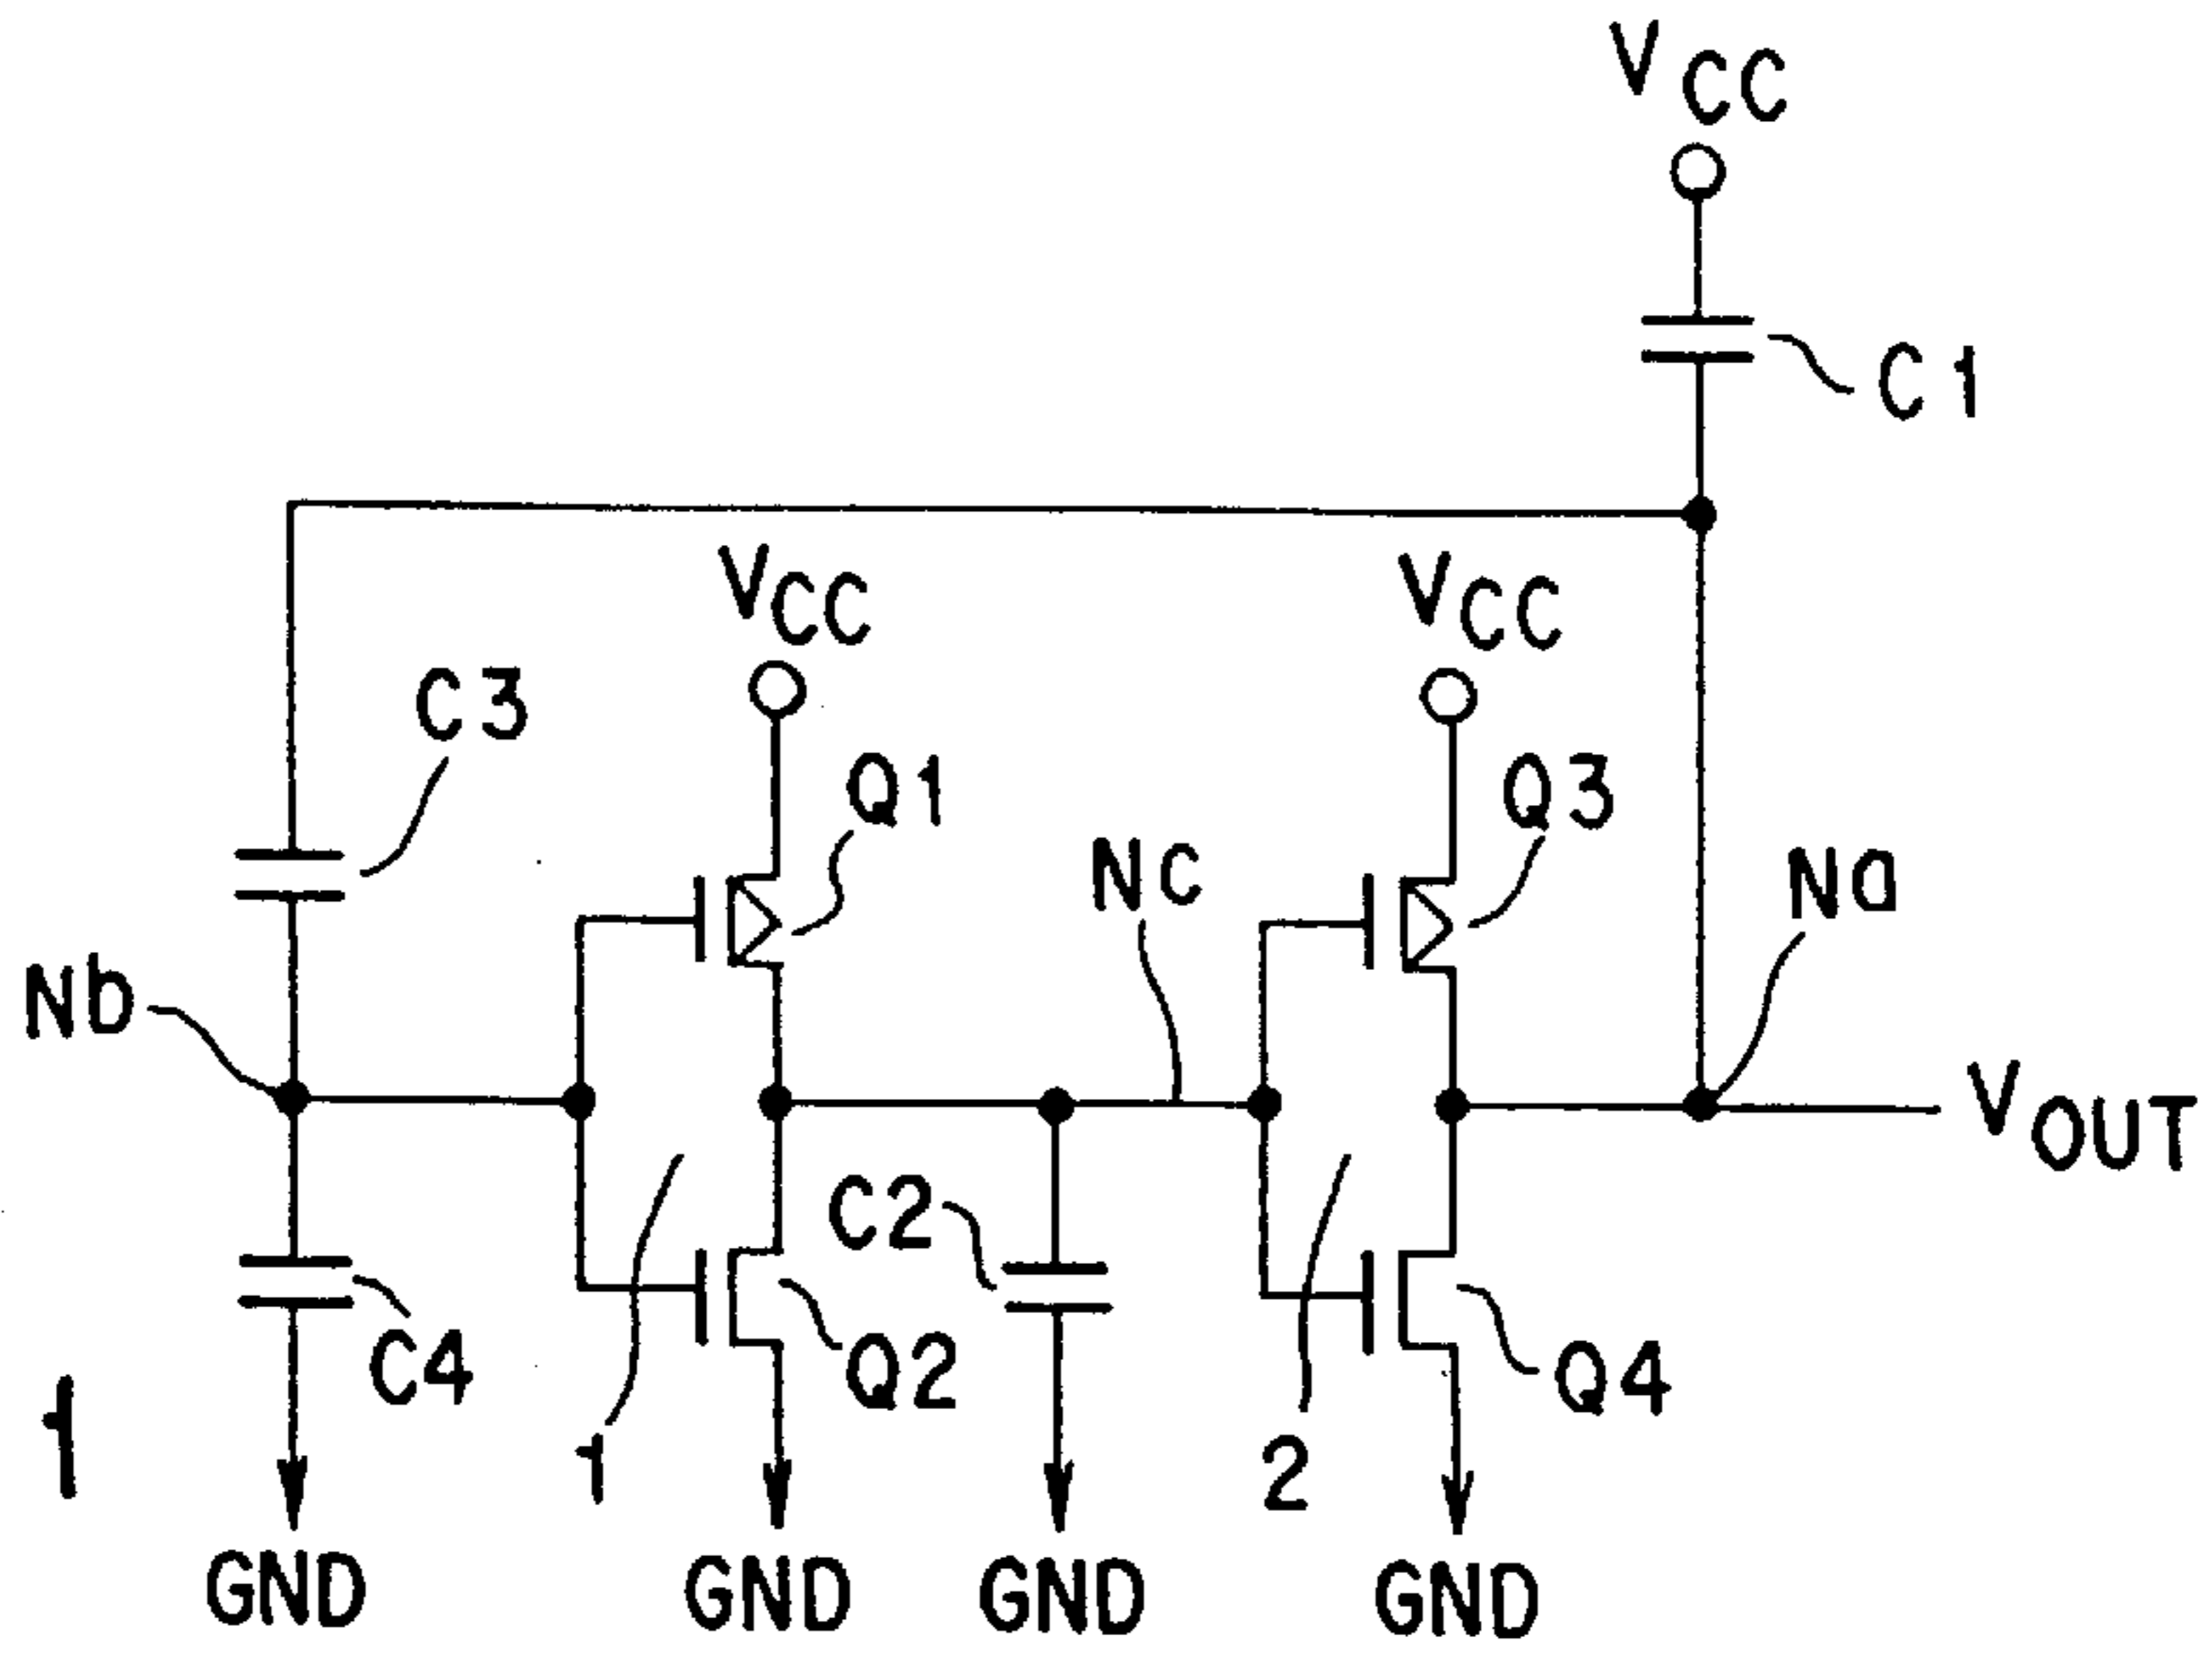 VCC
C1
VCC
VCC
C3
Q1
Q3
Nc
Na
Nb
VOUT
C2
C4
Q2
Q4
1
1
2
GND
GND
GND
GND